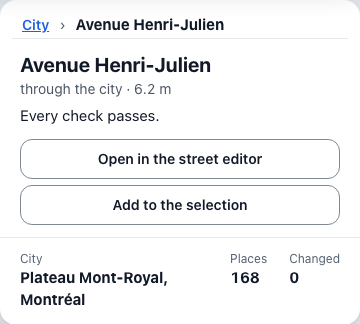 City › Avenue Henri-Julien
Avenue Henri-Julien
through the city · 6.2 m
Every check passes.
Open in the street editor
Add to the selection
City Places Changed
Plateau Mont-Royal, 168 0
Montréal